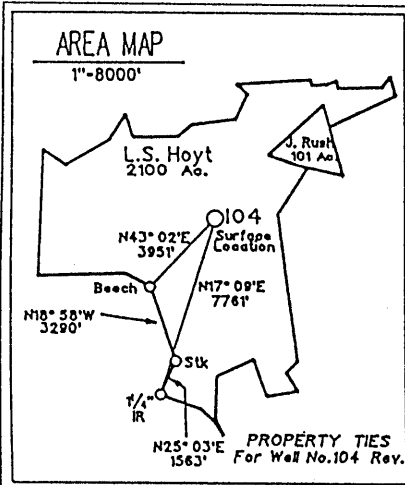 AREA MAP
1"-8000'
L.S. Hoyt
2100 Ac.
J. Rush
101 Ac.
104
Surface
Location
N43° 02'E
3951'
N17° 09'E
7761'
Beech
N18° 58'W
3290'
Stk
1 1/4"
IR
N25° 03'E
1563'
PROPERTY TIES
For Well No.104 Rev.